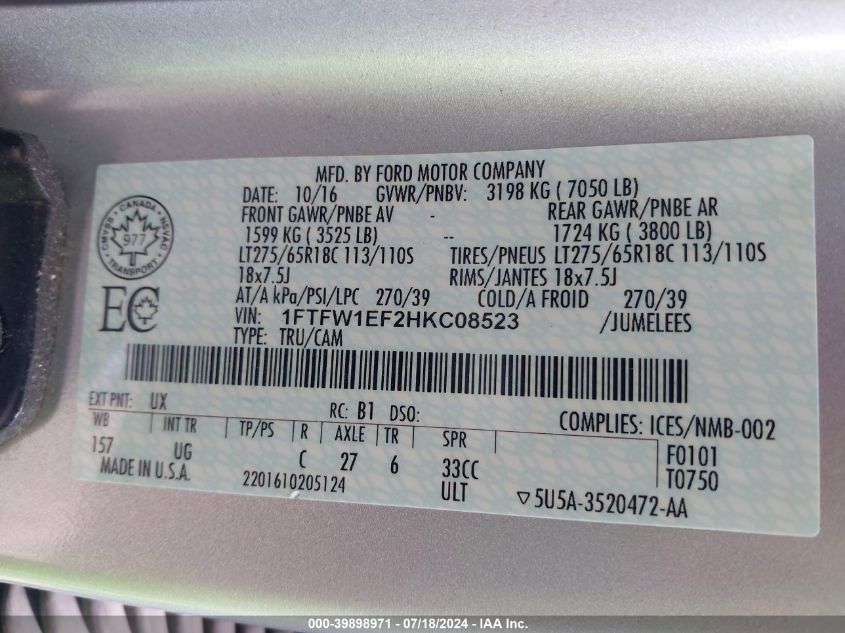 MFD. BY FORD MOTOR COMPANY
DATE: 10/16 GVWR/PNBV: 3198 KG ( 7050 LB)
FRONT GAWR/PNBE AV - REAR GAWR/PNBE AR
1599 KG ( 3525 LB) -- 1724 KG ( 3800 LB)
LT275/65R18C 113/110S TIRES/PNEUS LT275/65R18C 113/110S
18x7.5J RIMS/JANTES 18x7.5J
AT/A kPa/PSI/LPC 270/39 COLD/A FROID 270/39
VIN: 1FTFW1EF2HKC08523 /JUMELEES
TYPE: TRU/CAM
CANADA
CMVSS NSVAC
977
TRANSPORT
EC
EXT PNT: UX RC: B1 DSO: COMPLIES: ICES/NMB-002
WB INT TR TP/PS R AXLE TR SPR F0101
157 UG C 27 6 33CC T0750
MADE IN U.S.A. 2201610205124 ULT ▽5U5A-3520472-AA
000-39898971 - 07/18/2024 - IAA Inc.